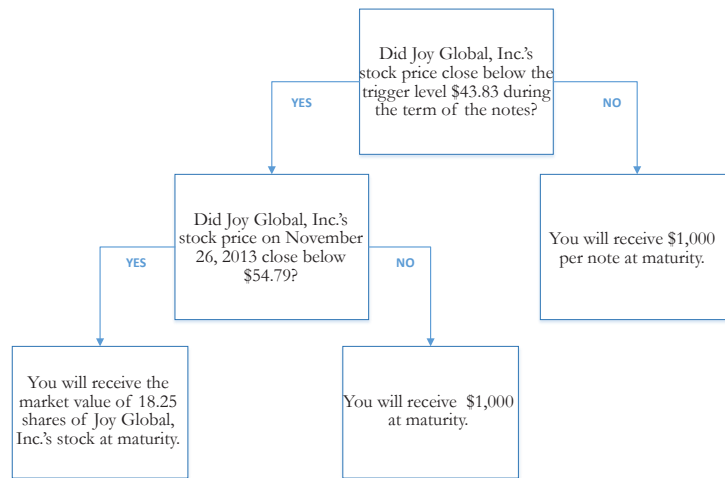 Did Joy Global, Inc.'s
stock price close below the
trigger level $43.83 during
the term of the notes?
YES
NO
Did Joy Global, Inc.'s
stock price on November
26, 2013 close below
$54.79?
You will receive $1,000
per note at maturity.
YES
NO
You will receive the
market value of 18.25
shares of Joy Global,
Inc.'s stock at maturity.
You will receive $1,000
at maturity.